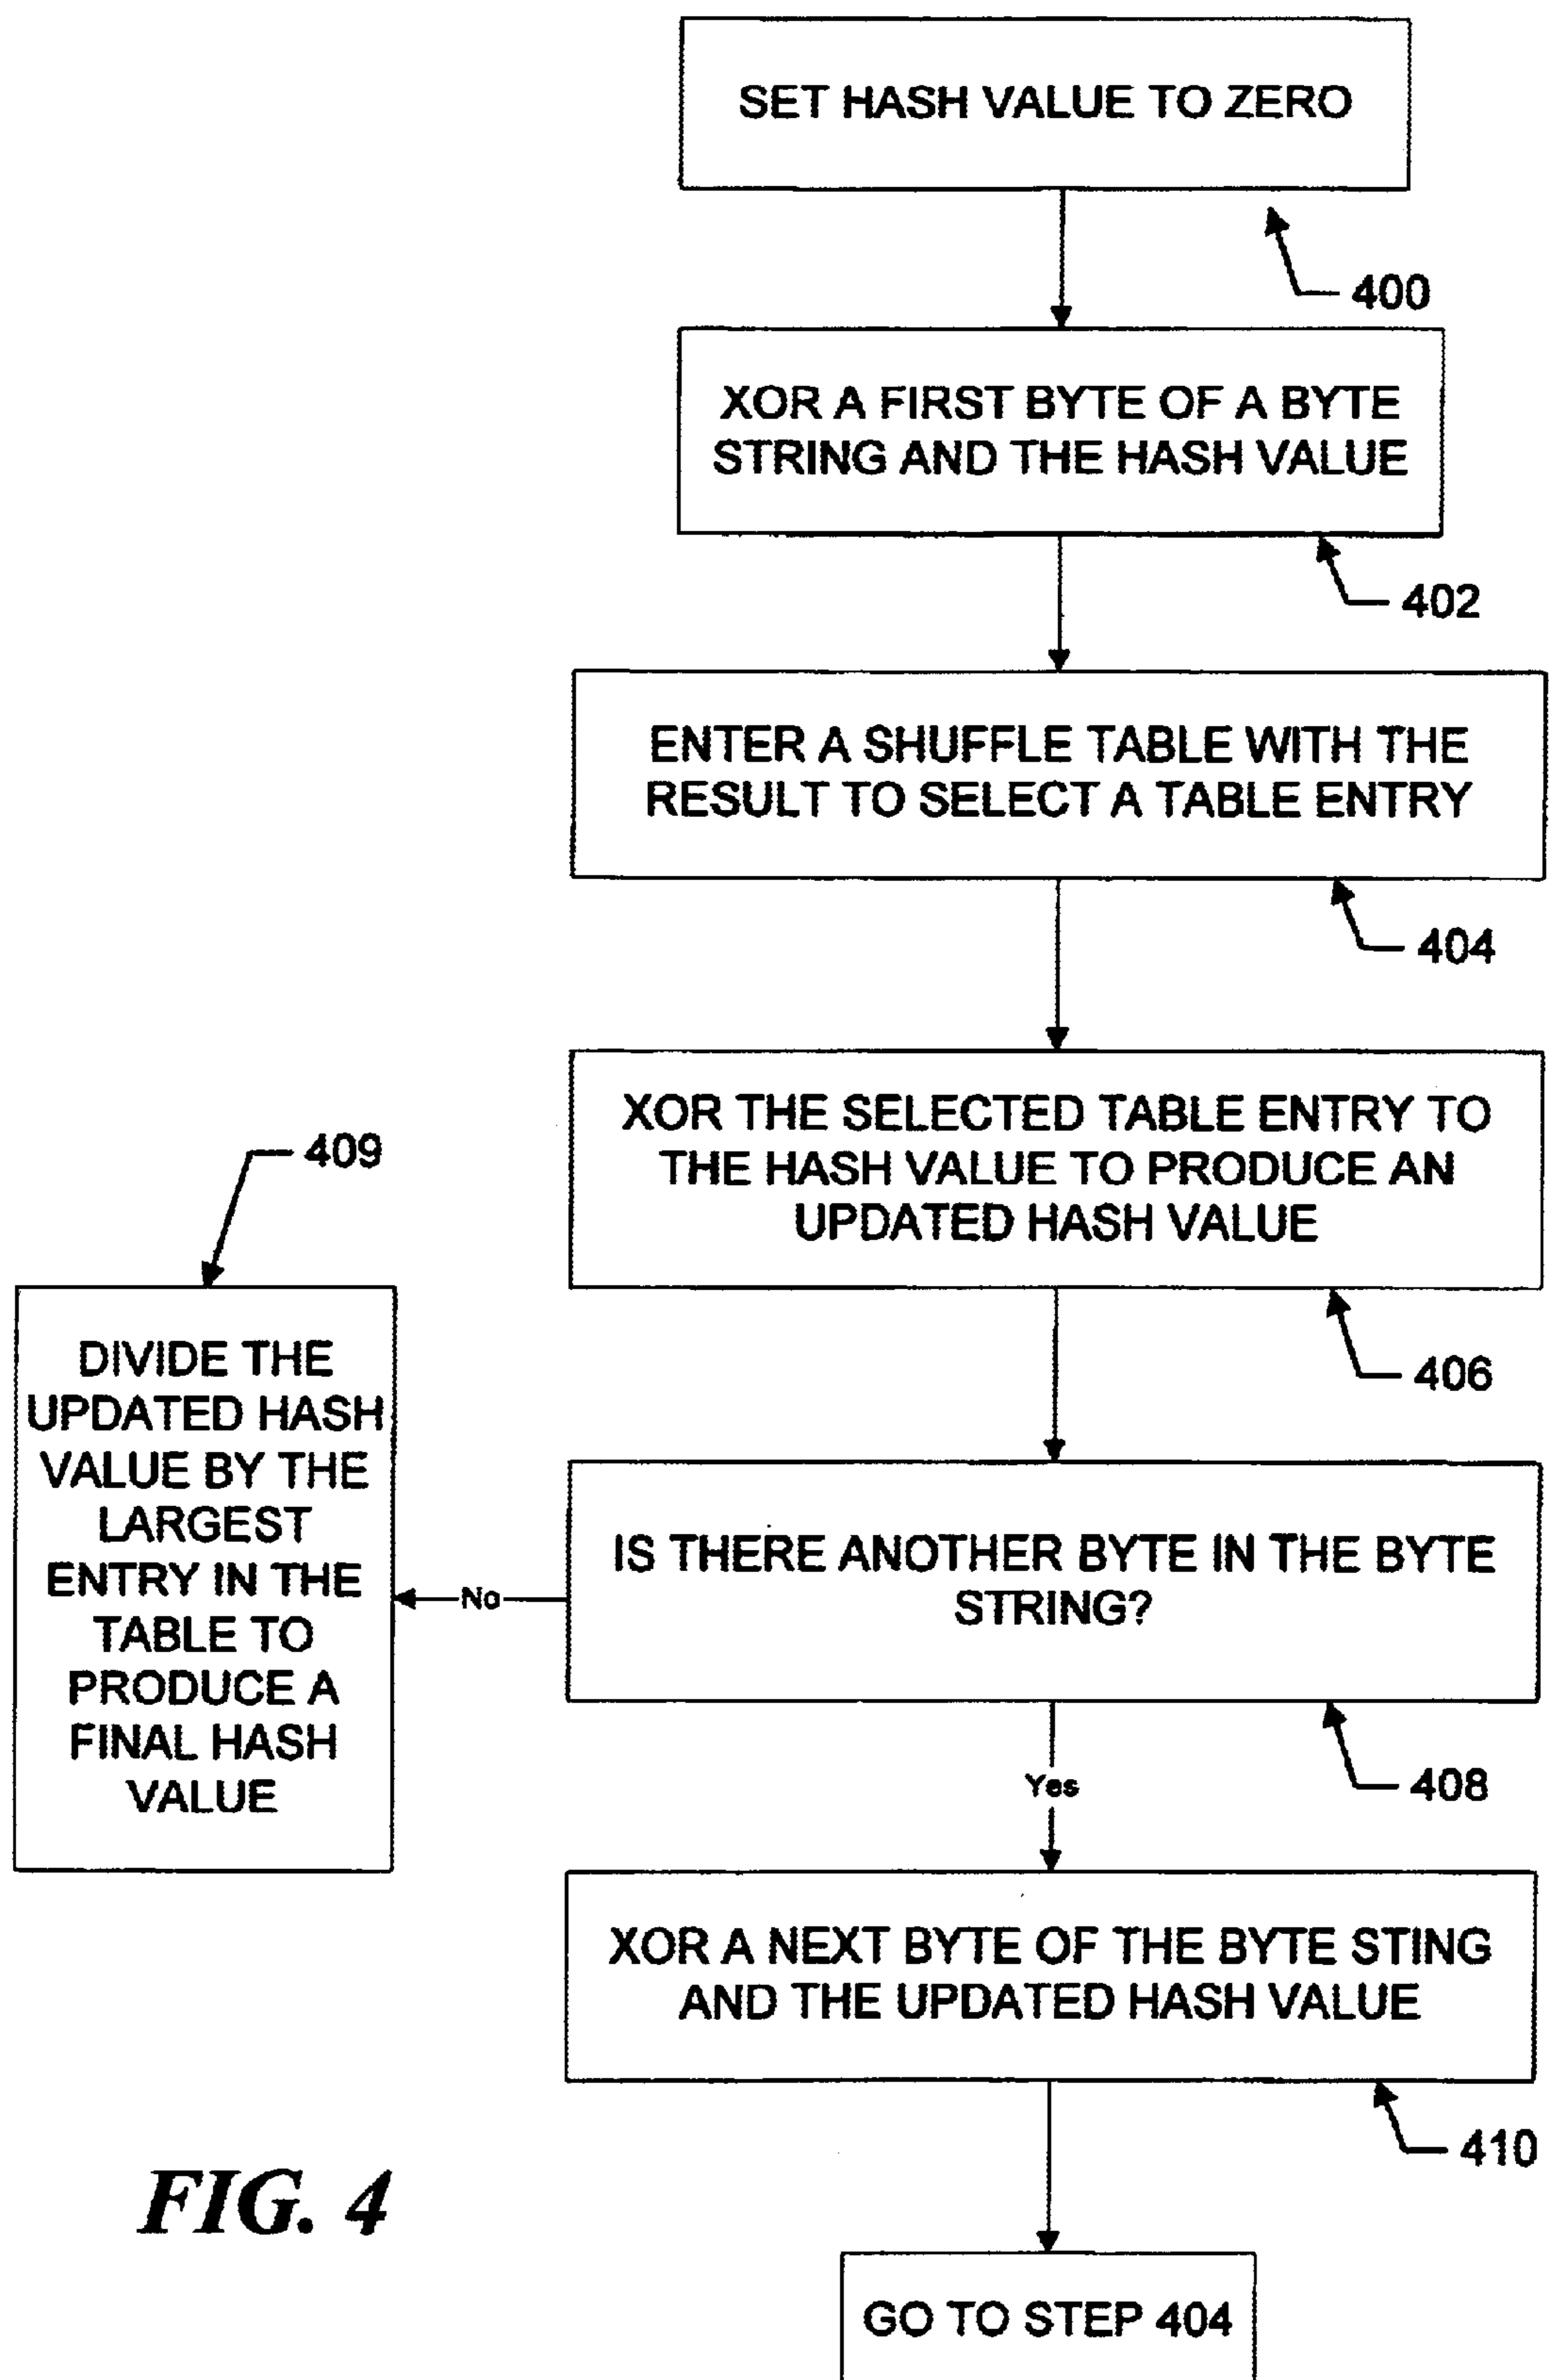 SET HASH VALUE TO ZERO
400
XOR A FIRST BYTE OF A BYTE
STRING AND THE HASH VALUE
402
ENTER A SHUFFLE TABLE WITH THE
RESULT TO SELECT A TABLE ENTRY
404
XOR THE SELECTED TABLE ENTRY TO
THE HASH VALUE TO PRODUCE AN
UPDATED HASH VALUE
406
409
DIVIDE THE
UPDATED HASH
VALUE BY THE
LARGEST
ENTRY IN THE
TABLE TO
PRODUCE A
FINAL HASH
VALUE
No
IS THERE ANOTHER BYTE IN THE BYTE
STRING?
408
Yes
XOR A NEXT BYTE OF THE BYTE STING
AND THE UPDATED HASH VALUE
410
GO TO STEP 404
FIG. 4